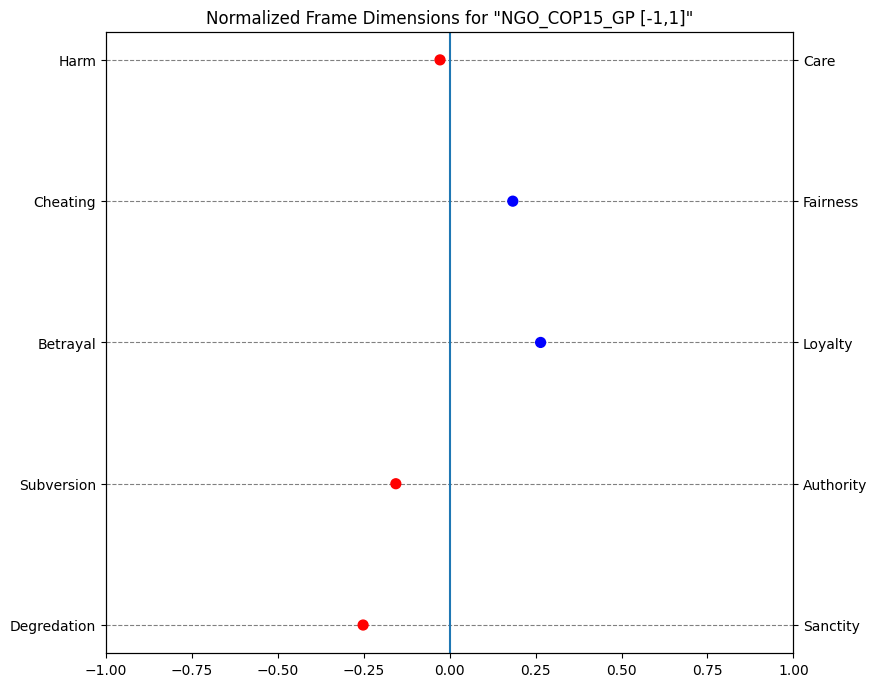 Normalized Frame Dimensions for "NGO_COP15_GP [-1,1]"
Harm Care
Cheating Fairness
Betrayal Loyalty
Subversion Authority
Degredation Sanctity
−1.00 −0.75 −0.50 −0.25 0.00 0.25 0.50 0.75 1.00